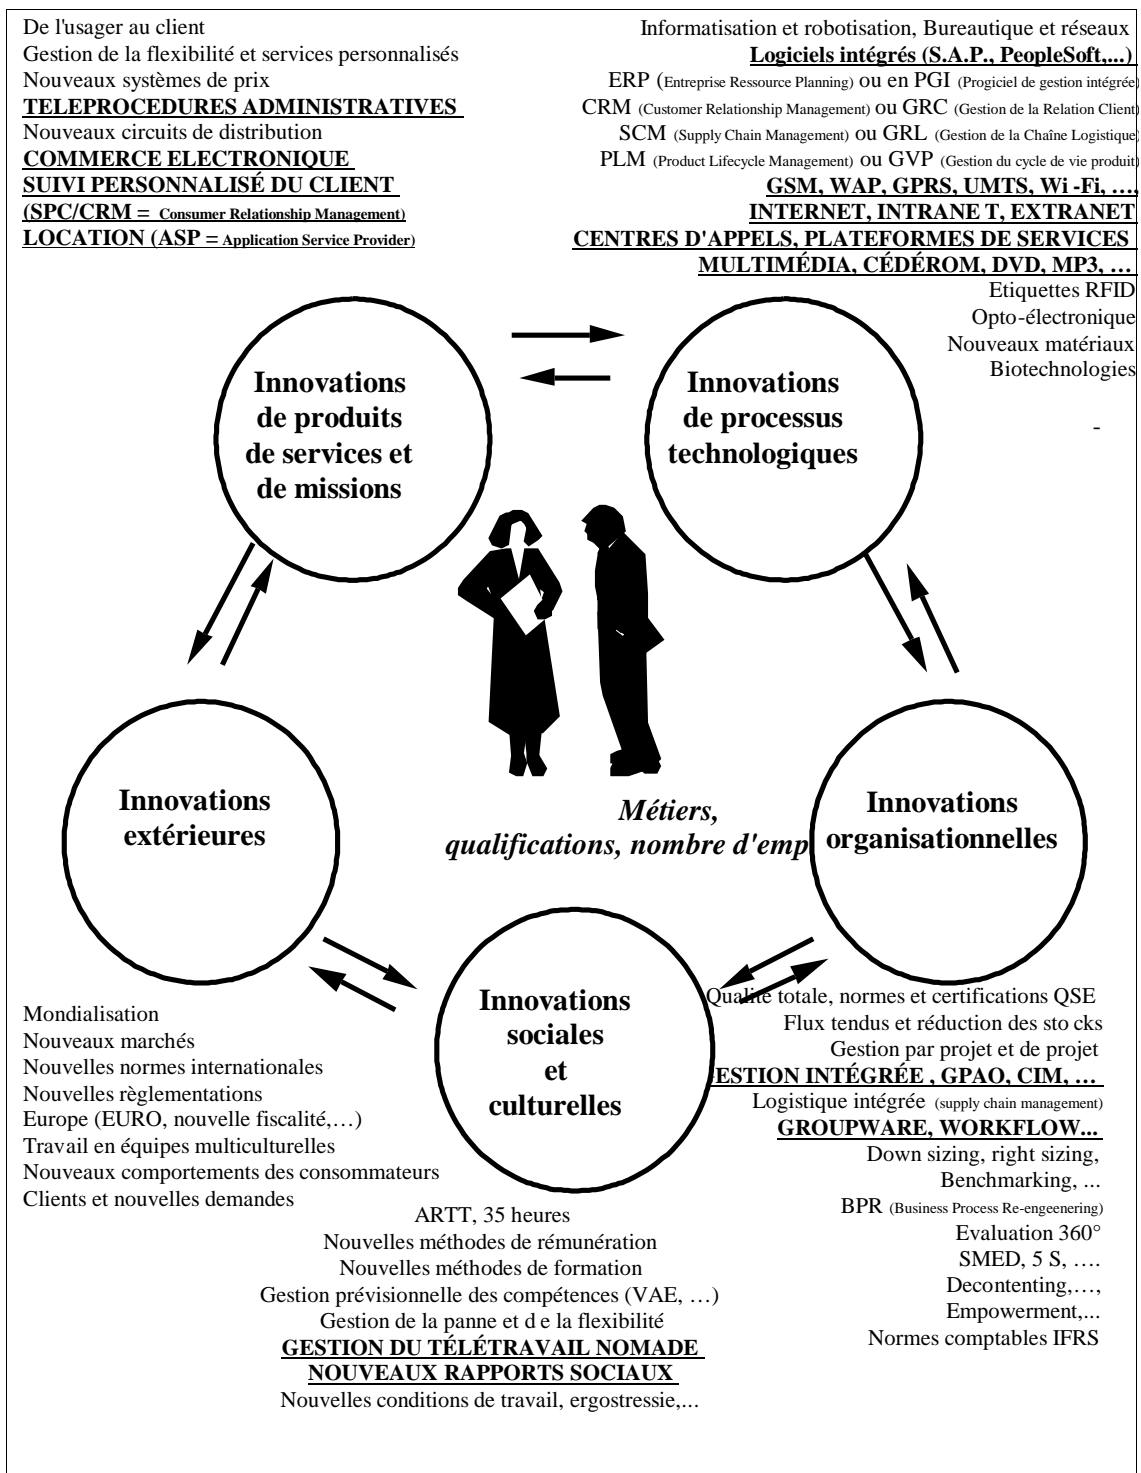 De l'usager au client
Gestion de la flexibilité et services personnalisés
Nouveaux systèmes de prix
TELEPROCEDURES ADMINISTRATIVES
Nouveaux circuits de distribution
COMMERCE ELECTRONIQUE
SUIVI PERSONNALISÉ DU CLIENT
(SPC/CRM = Consumer Relationship Management)
LOCATION (ASP = Application Service Provider)
Informatisation et robotisation, Bureautique et réseaux
Logiciels intégrés (S.A.P., PeopleSoft,...)
ERP (Entreprise Ressource Planning) ou en PGI (Progiciel de gestion intégrée)
CRM (Customer Relationship Management) ou GRC (Gestion de la Relation Client)
SCM (Supply Chain Management) ou GRL (Gestion de la Chaîne Logistique)
PLM (Product Lifecycle Management) ou GVP (Gestion du cycle de vie produit)
GSM, WAP, GPRS, UMTS, Wi -Fi, …,
INTERNET, INTRANE T, EXTRANET
CENTRES D'APPELS, PLATEFORMES DE SERVICES
MULTIMÉDIA, CÉDÉROM, DVD, MP3, …
Etiquettes RFID
Opto-électronique
Nouveaux matériaux
Biotechnologies
-
Innovations
de produits
de services et
de missions
Innovations
de processus
technologiques
Innovations
extérieures
Métiers,
qualifications, nombre d'emp
Innovations
organisationnelles
Innovations
sociales
et
culturelles
Mondialisation
Nouveaux marchés
Nouvelles normes internationales
Nouvelles règlementations
Europe (EURO, nouvelle fiscalité,…)
Travail en équipes multiculturelles
Nouveaux comportements des consommateurs
Clients et nouvelles demandes
Qualité totale, normes et certifications QSE
Flux tendus et réduction des sto cks
Gestion par projet et de projet
ESTION INTÉGRÉE , GPAO, CIM, …
Logistique intégrée (supply chain management)
GROUPWARE, WORKFLOW...
Down sizing, right sizing,
Benchmarking, ...
BPR (Business Process Re-engeenering)
Evaluation 360°
SMED, 5 S, ….
Decontenting,…,
Empowerment,...
Normes comptables IFRS
ARTT, 35 heures
Nouvelles méthodes de rémunération
Nouvelles méthodes de formation
Gestion prévisionnelle des compétences (VAE, …)
Gestion de la panne et d e la flexibilité
GESTION DU TÉLÉTRAVAIL NOMADE
NOUVEAUX RAPPORTS SOCIAUX
Nouvelles conditions de travail, ergostressie,...